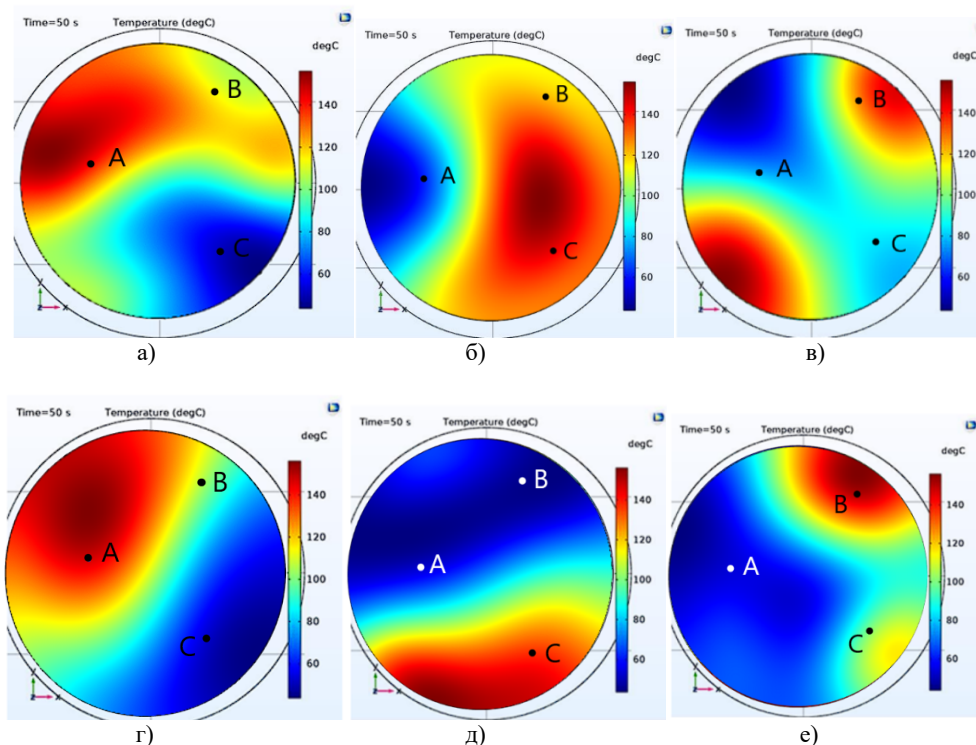 Time=50 s Temperature (degC)
degC
140
120
100
80
60
A
B
C
y
z x
а)
Time=50 s Temperature (degC)
degC
140
120
100
80
60
A
B
C
y
z x
б)
Time=50 s Temperature (degC)
degC
140
120
100
80
60
A
B
C
y
z x
в)
Time=50 s Temperature (degC)
degC
140
120
100
80
60
A
B
C
y
z x
г)
Time=50 s Temperature (degC)
degC
140
120
100
80
60
A
B
C
y
z x
д)
Time=50 s Temperature (degC)
degC
140
120
100
80
60
A
B
C
y
z x
е)